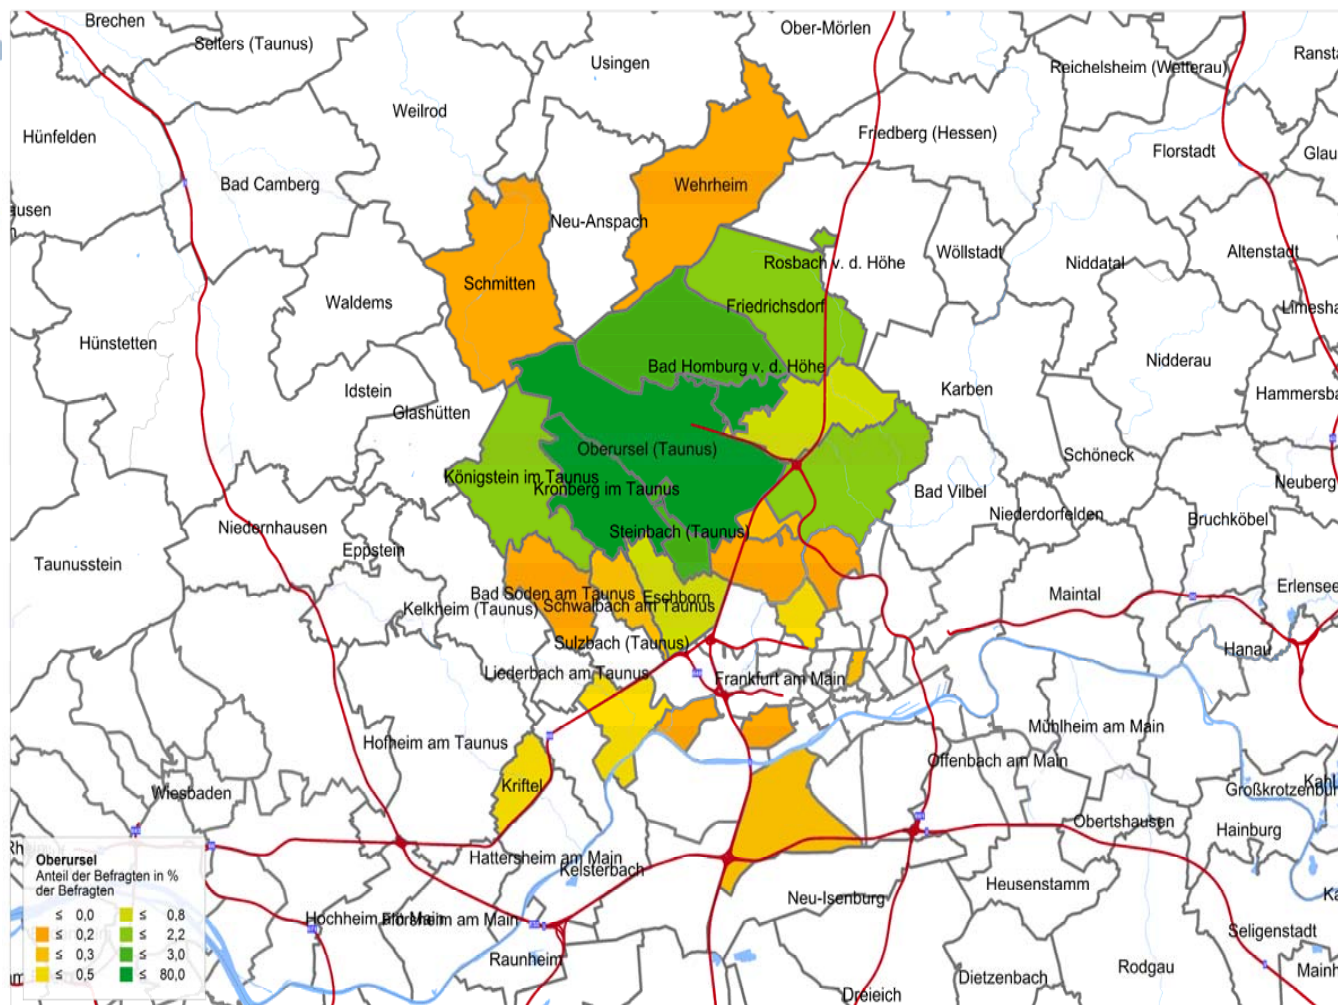 Brechen
Selters (Taunus)
Ober-Mörlen
Usingen
Reichelsheim (Wetterau)
Weilrod
Hünfelden
Friedberg (Hessen)
Florstadt
Bad Camberg
Wehrheim
Neu-Anspach
Wöllstadt
Altenstadt
Rosbach v. d. Höhe
Niddatal
Schmitten
Waldems
Friedrichsdorf
Hünstetten
Nidderau
Bad Homburg v. d. Höhe
Idstein
Karben
Glashütten
Oberursel (Taunus)
Schöneck
Königstein im Taunus
Kronberg im Taunus
Bad Vilbel
Neuberg
Niederdorfelden
Bruchköbel
Niedernhausen
Steinbach (Taunus)
Eppstein
Taunusstein
Bad Soden am Taunus
Eschborn
Maintal
Kelkheim (Taunus)
Schwalbach am Taunus
Sulzbach (Taunus)
Hanau
Liederbach am Taunus
Frankfurt am Main
Mühlheim am Main
Hofheim am Taunus
Offenbach am Main
Kriftel
Wiesbaden
Obertshausen
Hainburg
Hattersheim am Main
Kelsterbach
Heusenstamm
Neu-Isenburg
Seligenstadt
Raunheim
Rodgau
Dietzenbach
Dreieich
Oberursel
Anteil der Befragten in %
der Befragten
≤ 0,0
≤ 0,2
≤ 0,3
≤ 0,5
≤ 0,8
≤ 2,2
≤ 3,0
≤ 80,0